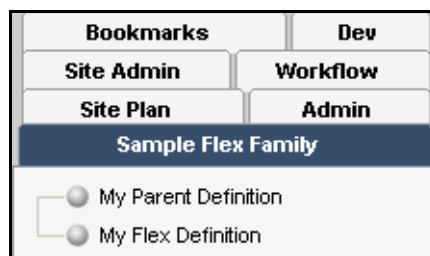 Bookmarks Dev
Site Admin Workflow
Site Plan Admin
Sample Flex Family
My Parent Definition
My Flex Definition